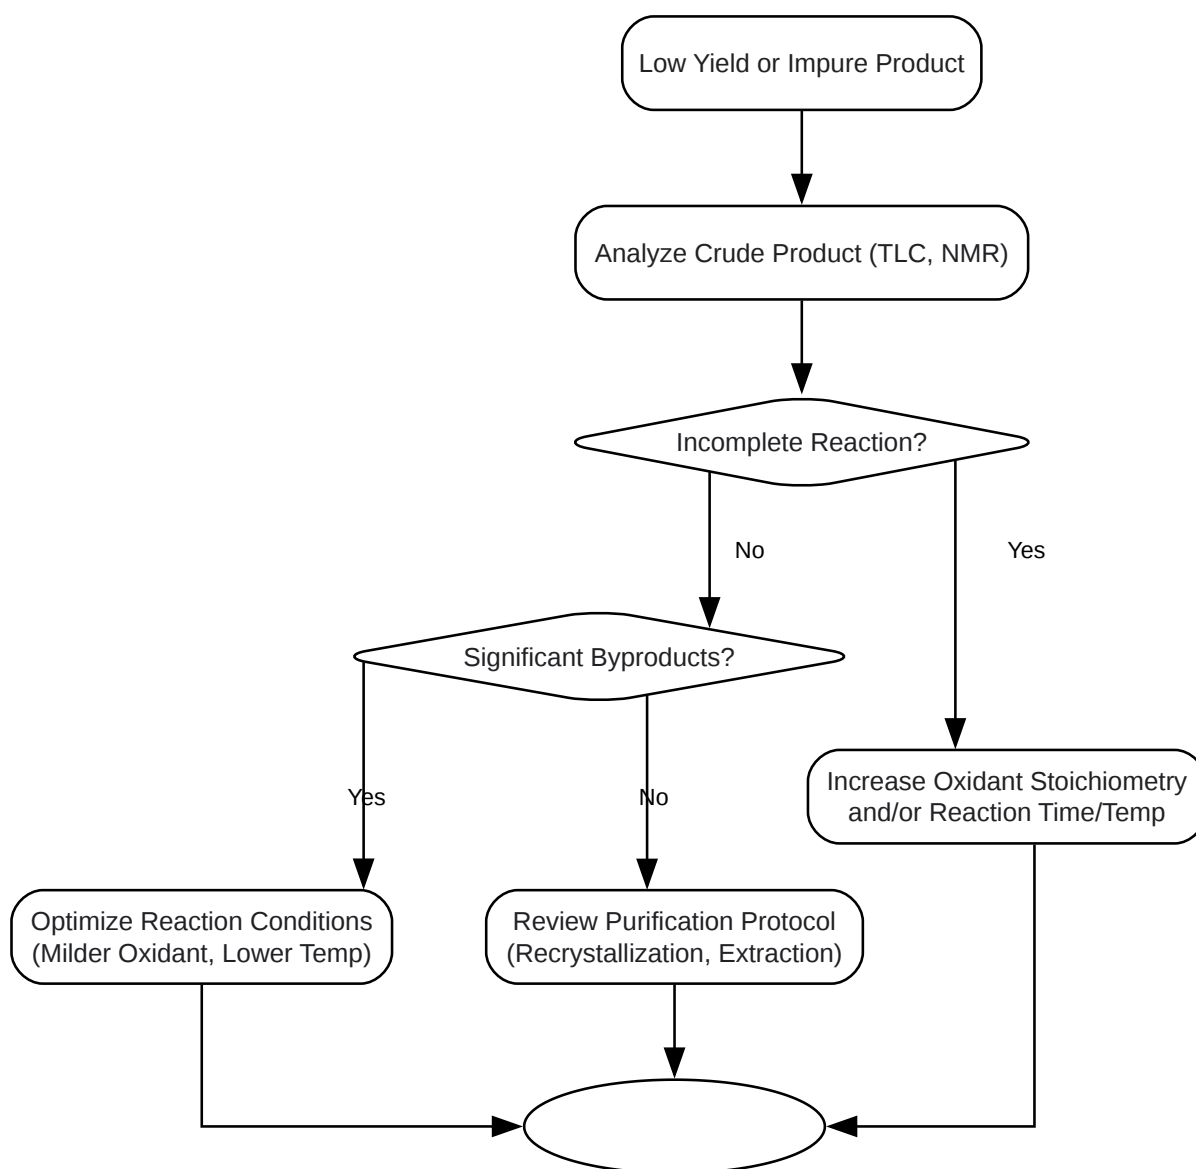 Low Yield or Impure Product
Analyze Crude Product (TLC, NMR)
Incomplete Reaction?
No
Yes
Significant Byproducts?
Yes
No
Increase Oxidant Stoichiometry
and/or Reaction Time/Temp
Optimize Reaction Conditions
(Milder Oxidant, Lower Temp)
Review Purification Protocol
(Recrystallization, Extraction)